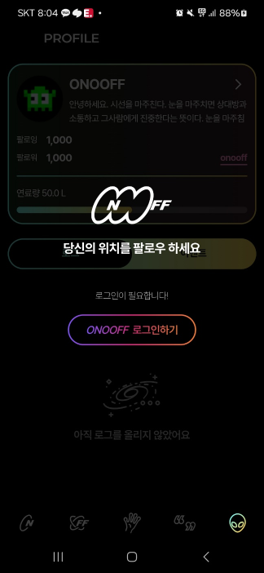 SKT 8:04
88%
PROFILE
ONOOFF
안녕하세요. 시선을 마주친다. 눈을 마주치면 상대방과
소통하고 그사람에게 진중한다는 뜻이다. 눈을 마주침
팔로잉 1,000
팔로워 1,000
onooff
연료량 50.0 L
ON OFF
당신의 위치를 팔로우 하세요
로그인이 필요합니다!
ONOOFF 로그인하기
아직 로그를 올리지 않았어요
ON
OFF